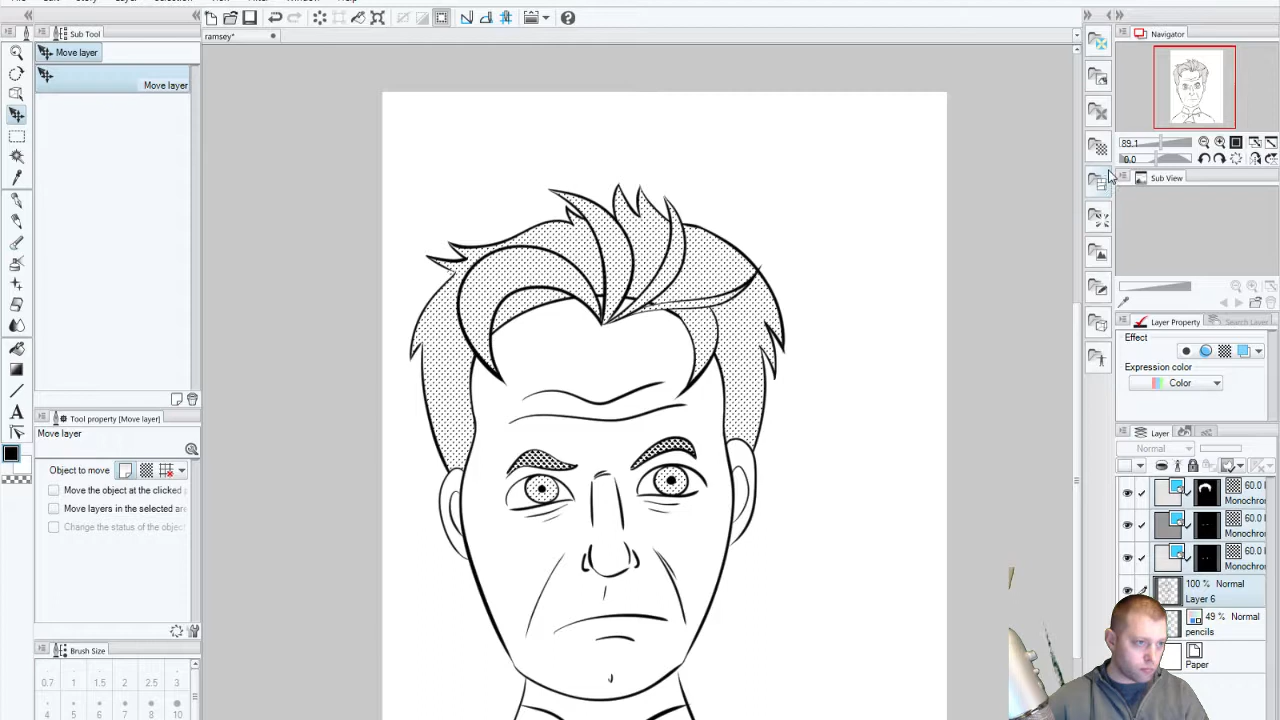 Sub Tool
Navigator
ramsey*
Move layer
Move layer
89.1
0.0
Sub View
Layer Property
Search Layer
Effect
Expression color
Color
Tool property [Move layer]
Move layer
Layer
Normal
Object to move
Move the object at the clicked
Move layers in the selected are
Change the status of the objec
60.0
Monochro
60.0
Monochro
60.0
Monochro
100 % Normal
Layer 6
49 % Normal
pencils
Paper
Brush Size
0.7 1 1.5 2 2.5 3
4 5 6 7 8 10